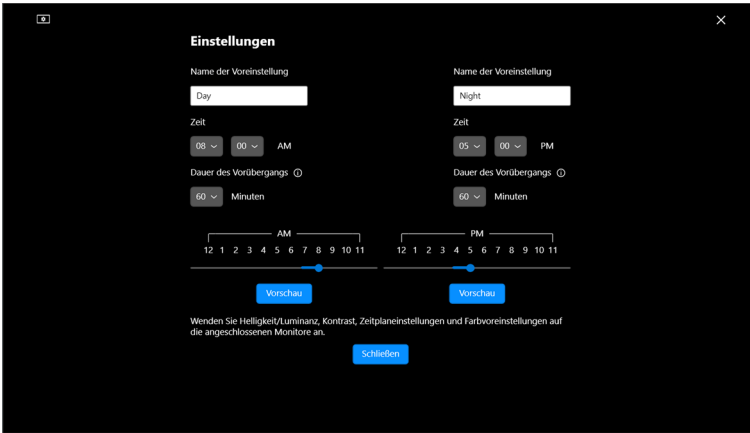 Einstellungen
Name der Voreinstellung Name der Voreinstellung
Day Night
Zeit Zeit
08 00 AM 05 00 PM
Dauer des Vorübergangs Dauer des Vorübergangs
60 Minuten 60 Minuten
AM PM
12 1 2 3 4 5 6 7 8 9 10 11 12 1 2 3 4 5 6 7 8 9 10 11
Vorschau Vorschau
Wenden Sie Helligkeit/Luminanz, Kontrast, Zeitplaneinstellungen und Farbvoreinstellungen auf
die angeschlossenen Monitore an.
Schließen